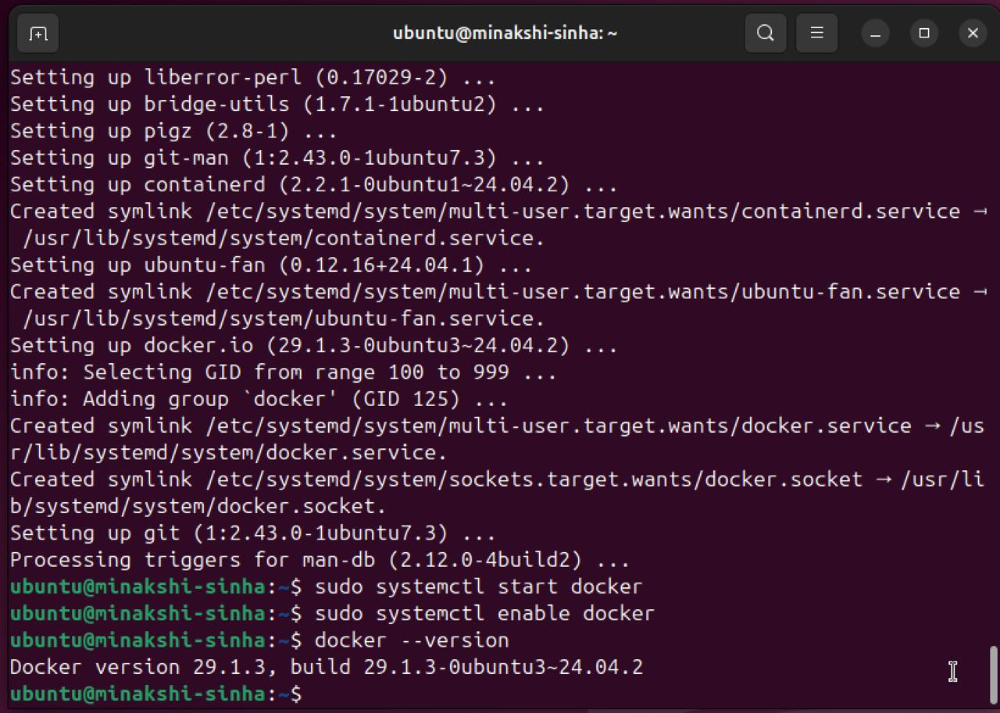 ubuntu@minakshi-sinha: ~
Setting up liberror-perl (0.17029-2) ...
Setting up bridge-utils (1.7.1-1ubuntu2) ...
Setting up pigz (2.8-1) ...
Setting up git-man (1:2.43.0-1ubuntu7.3) ...
Setting up containerd (2.2.1-0ubuntu1~24.04.2) ...
Created symlink /etc/systemd/system/multi-user.target.wants/containerd.service →
 /usr/lib/systemd/system/containerd.service.
Setting up ubuntu-fan (0.12.16+24.04.1) ...
Created symlink /etc/systemd/system/multi-user.target.wants/ubuntu-fan.service →
 /usr/lib/systemd/system/ubuntu-fan.service.
Setting up docker.io (29.1.3-0ubuntu3~24.04.2) ...
info: Selecting GID from range 100 to 999 ...
info: Adding group `docker' (GID 125) ...
Created symlink /etc/systemd/system/multi-user.target.wants/docker.service → /us
r/lib/systemd/system/docker.service.
Created symlink /etc/systemd/system/sockets.target.wants/docker.socket → /usr/li
b/systemd/system/docker.socket.
Setting up git (1:2.43.0-1ubuntu7.3) ...
Processing triggers for man-db (2.12.0-4build2) ...
ubuntu@minakshi-sinha:~$ sudo systemctl start docker
ubuntu@minakshi-sinha:~$ sudo systemctl enable docker
ubuntu@minakshi-sinha:~$ docker --version
Docker version 29.1.3, build 29.1.3-0ubuntu3~24.04.2
ubuntu@minakshi-sinha:~$